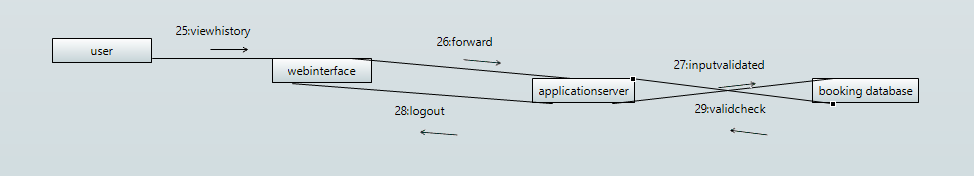 25:viewhistory
user
26:forward
webinterface
27:inputvalidated
applicationserver
booking database
28:logout
29:validcheck